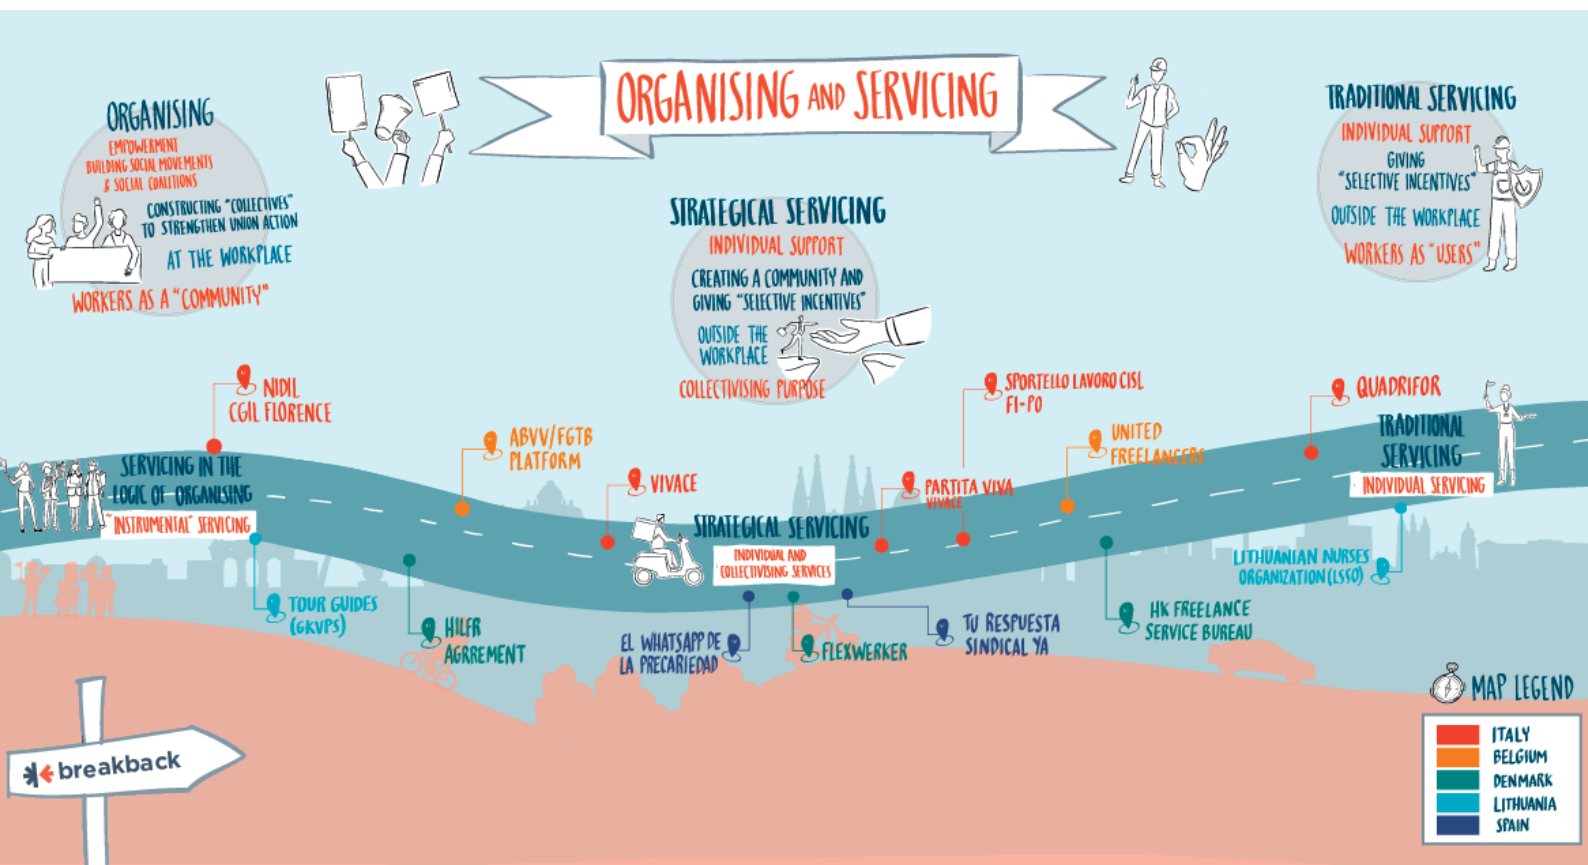 ORGANISING AND SERVICING
ORGANISING
EMPOWERMENT
BUILDING SOCIAL MOVEMENTS
& SOCIAL COALITIONS
CONSTRUCTING "COLLECTIVES"
TO STRENGTHEN UNION ACTION
AT THE WORKPLACE
WORKERS AS A "COMMUNITY"
STRATEGICAL SERVICING
INDIVIDUAL SUPPORT
CREATING A COMMUNITY AND
GIVING "SELECTIVE INCENTIVES"
OUTSIDE THE
WORKPLACE
COLLECTIVISING PURPOSE
TRADITIONAL SERVICING
INDIVIDUAL SUPPORT
GIVING
"SELECTIVE INCENTIVES"
OUTSIDE THE WORKPLACE
WORKERS AS "USERS"
NIDIL
CGIL FLORENCE
ABVV/FGTB
PLATFORM
VIVACE
SPORTELLO LAVORO CISL
FI-PO
PARTITA VIVA
VIVACE
UNITED
FREELANCERS
QUADRIFOR
SERVICING IN THE
LOGIC OF ORGANISING
"INSTRUMENTAL" SERVICING
STRATEGICAL SERVICING
INDIVIDUAL AND
COLLECTIVISING SERVICES
TRADITIONAL
SERVICING
INDIVIDUAL SERVICING
TOUR GUIDES
(GKVPS)
HILFR
AGRREMENT
EL WHATSAPP DE
LA PRECARIEDAD
FLEXWERKER
TU RESPUESTA
SINDICAL YA
HK FREELANCE
SERVICE BUREAU
LITHUANIAN NURSES
ORGANIZATION (LSSO)
breakback
MAP LEGEND
ITALY
BELGIUM
DENMARK
LITHUANIA
SPAIN